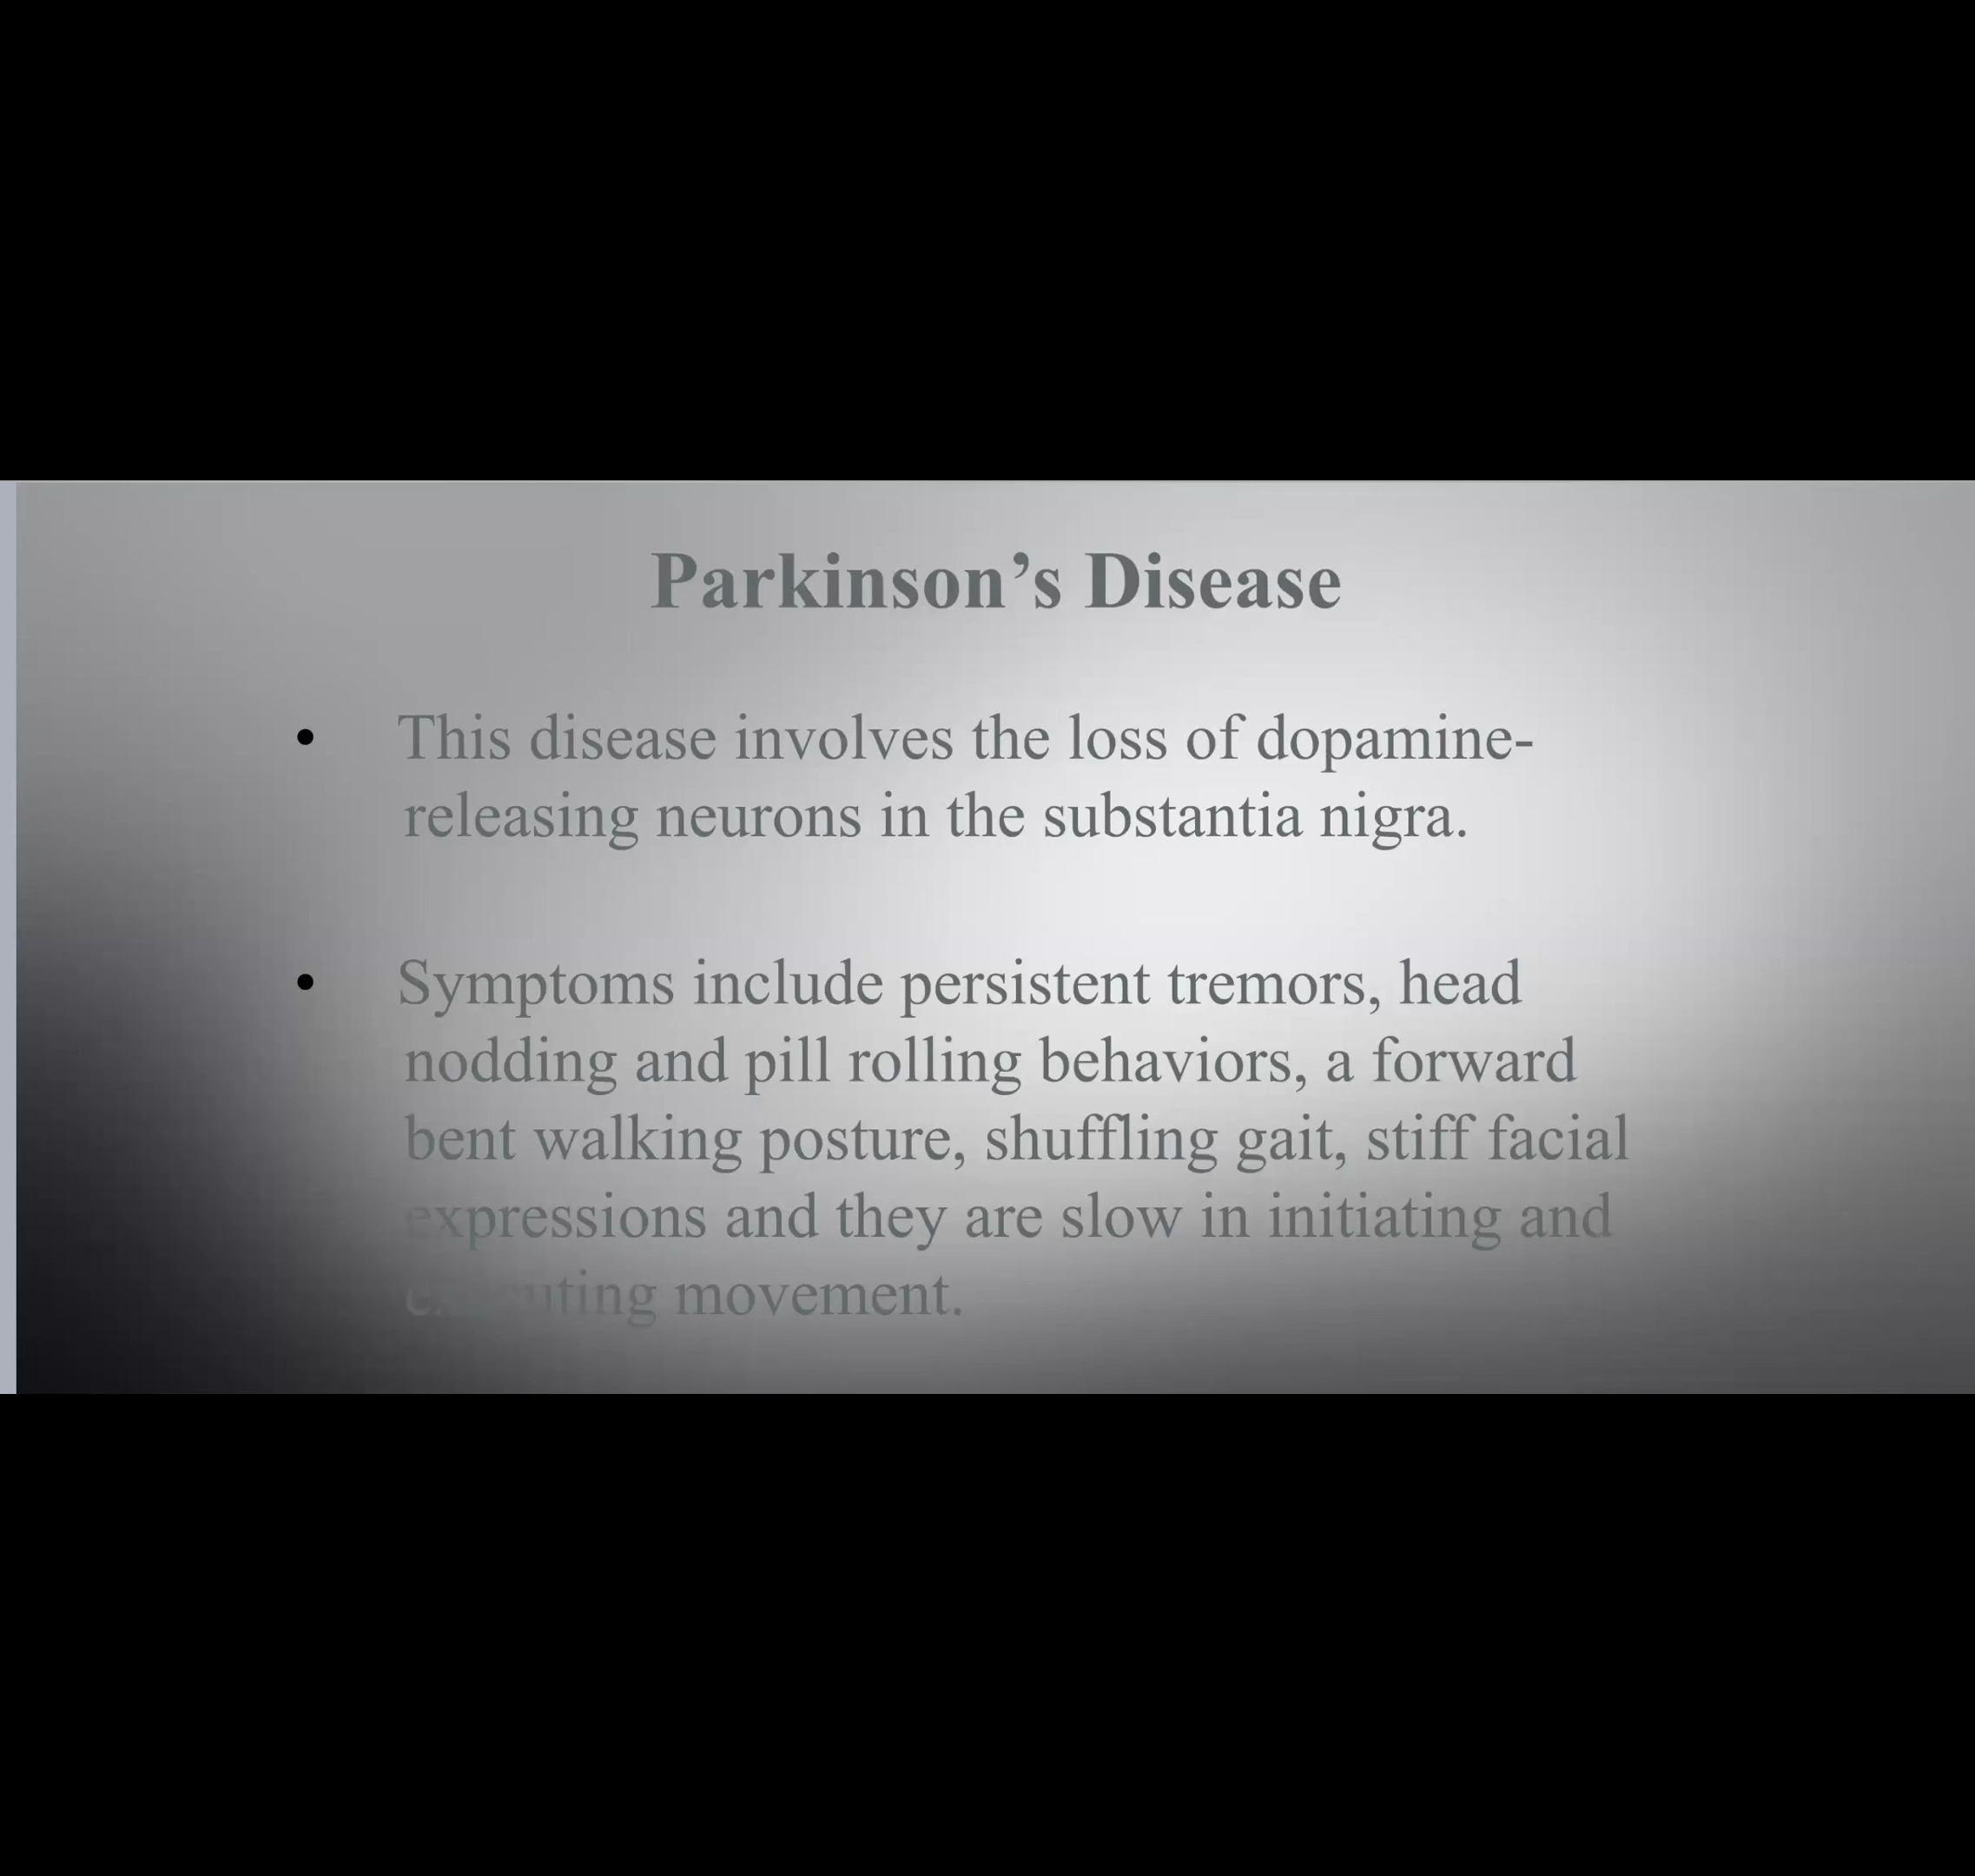 Parkinson’s Disease
• This disease involves the loss of dopamine-
releasing neurons in the substantia nigra.
• Symptoms include persistent tremors, head
nodding and pill rolling behaviors, a forward
bent walking posture, shuffling gait, stiff facial
expressions and they are slow in initiating and
executing movement.